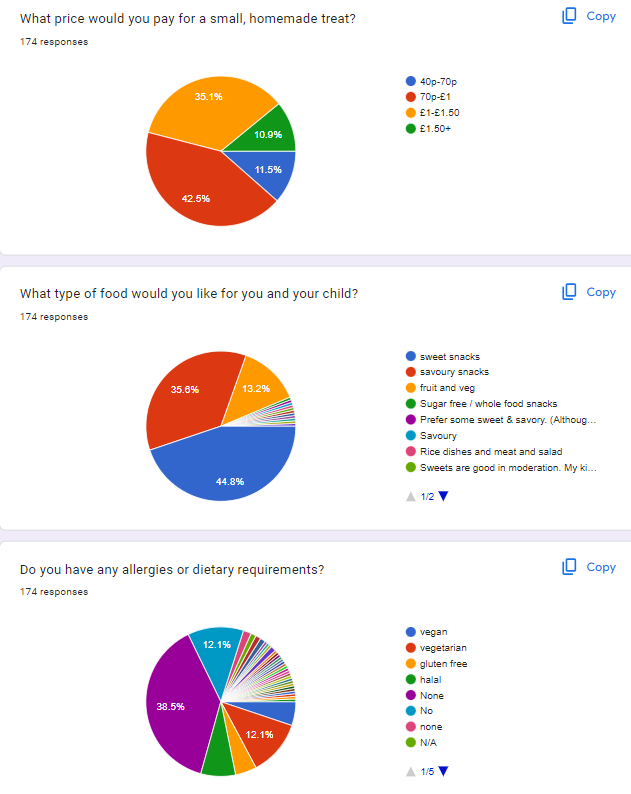 What price would you pay for a small, homemade treat?
Copy
174 responses
35.1%
10.9%
11.5%
42.5%
40p-70p
70p-£1
£1-£1.50
£1.50+
What type of food would you like for you and your child?
Copy
174 responses
35.6%
13.2%
44.8%
sweet snacks
savoury snacks
fruit and veg
Sugar free / whole food snacks
Prefer some sweet & savory. (Althoug...
Savoury
Rice dishes and meat and salad
Sweets are good in moderation. My ki...
1/2
Do you have any allergies or dietary requirements?
Copy
174 responses
12.1%
38.5%
12.1%
vegan
vegetarian
gluten free
halal
None
No
none
N/A
1/5